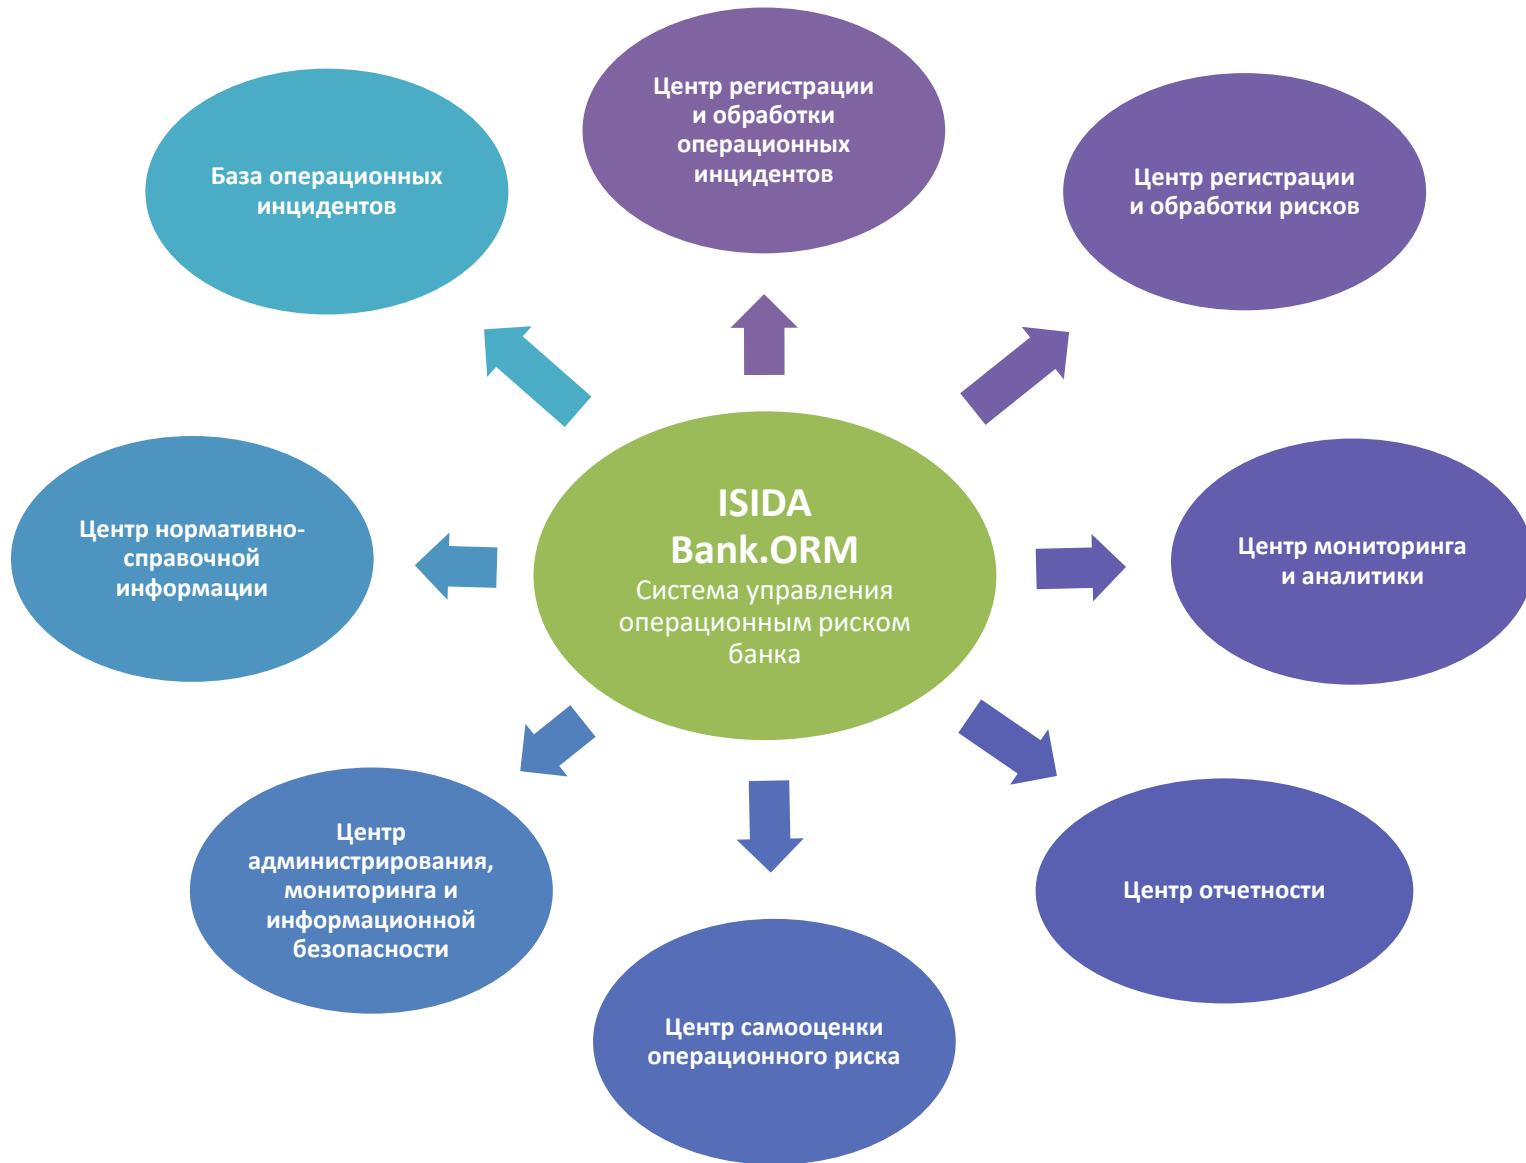 Центр регистрации
и обработки
операционных
инцидентов
База операционных
инцидентов
Центр регистрации
и обработки рисков
Центр нормативно-
справочной
информации
ISIDA
Bank.ORM
Система управления
операционным риском
банка
Центр мониторинга
и аналитики
Центр
администрирования,
мониторинга и
информационной
безопасности
Центр отчетности
Центр самооценки
операционного риска